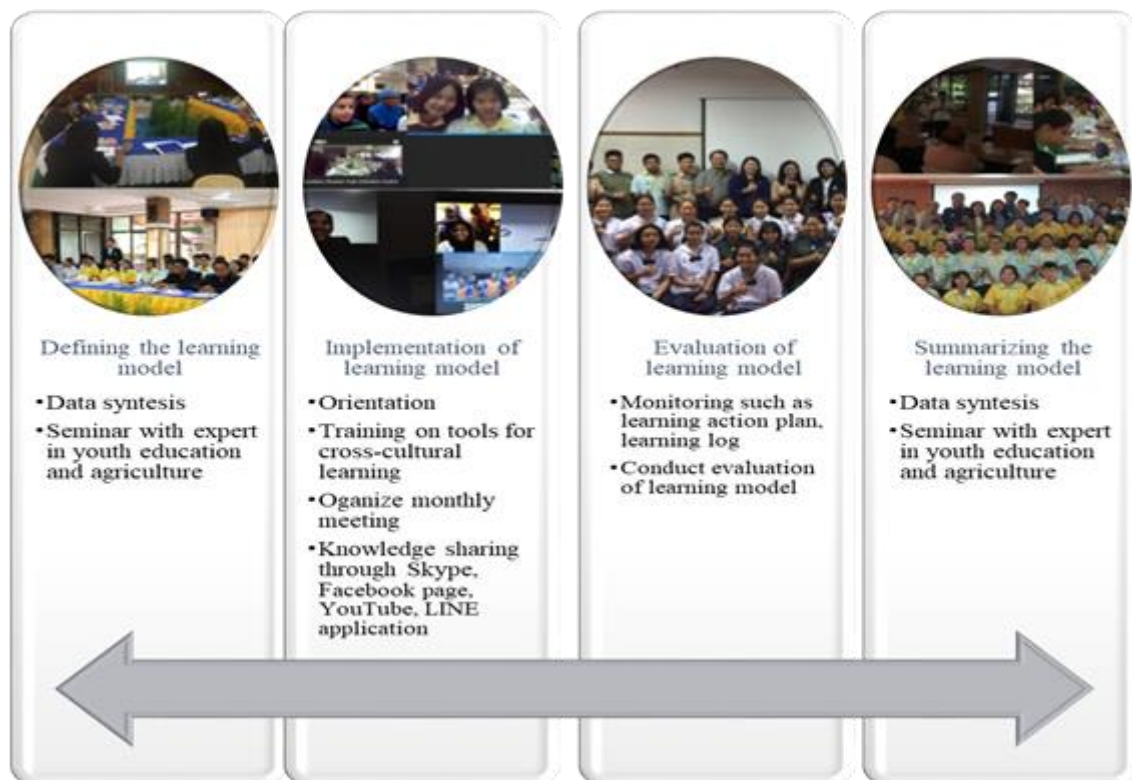 Defining the learning
model
•Data syntesis
•Seminar with expert
in youth education
and agriculture
Implementation of
learning model
•Orientation
•Training on tools for
cross-cultural
learning
•Oganize monthly
meeting
•Knowledge sharing
through Skype,
Facebook page,
YouTube, LINE
application
Evaluation of
learning model
•Monitoring such as
learning action plan,
learning log
•Conduct evaluation
of learning model
Summarizing the
learning model
•Data syntesis
•Seminar with expert
in youth education
and agriculture